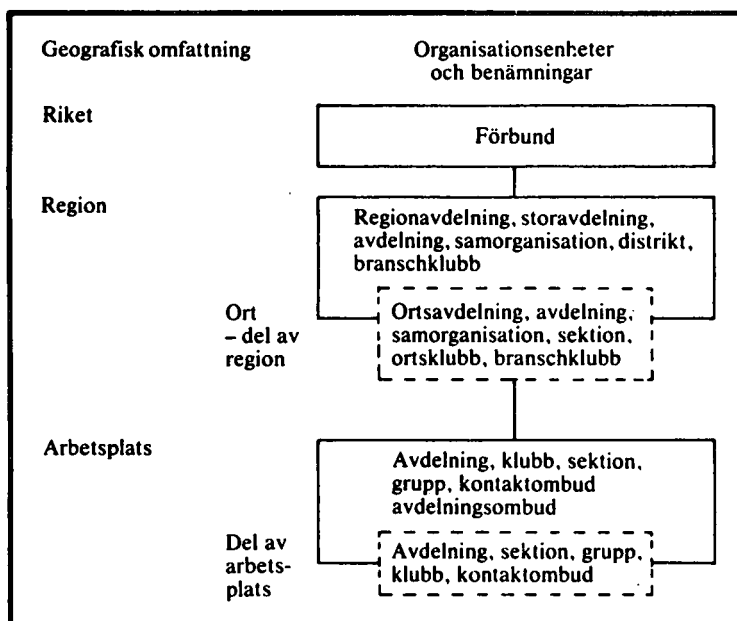 Geografisk omfattning
Organisationsenheter
och benämningar
Riket
Förbund
Region
Regionavdelning, storavdelning,
avdelning, samorganisation, distrikt,
branschklubb
Ort
– del av
region
Ortsavdelning, avdelning,
samorganisation, sektion,
ortsklubb, branschklubb
Arbetsplats
Avdelning, klubb, sektion,
grupp, kontaktombud
avdelningsombud
Del av
arbets-
plats
Avdelning, sektion, grupp,
klubb, kontaktombud